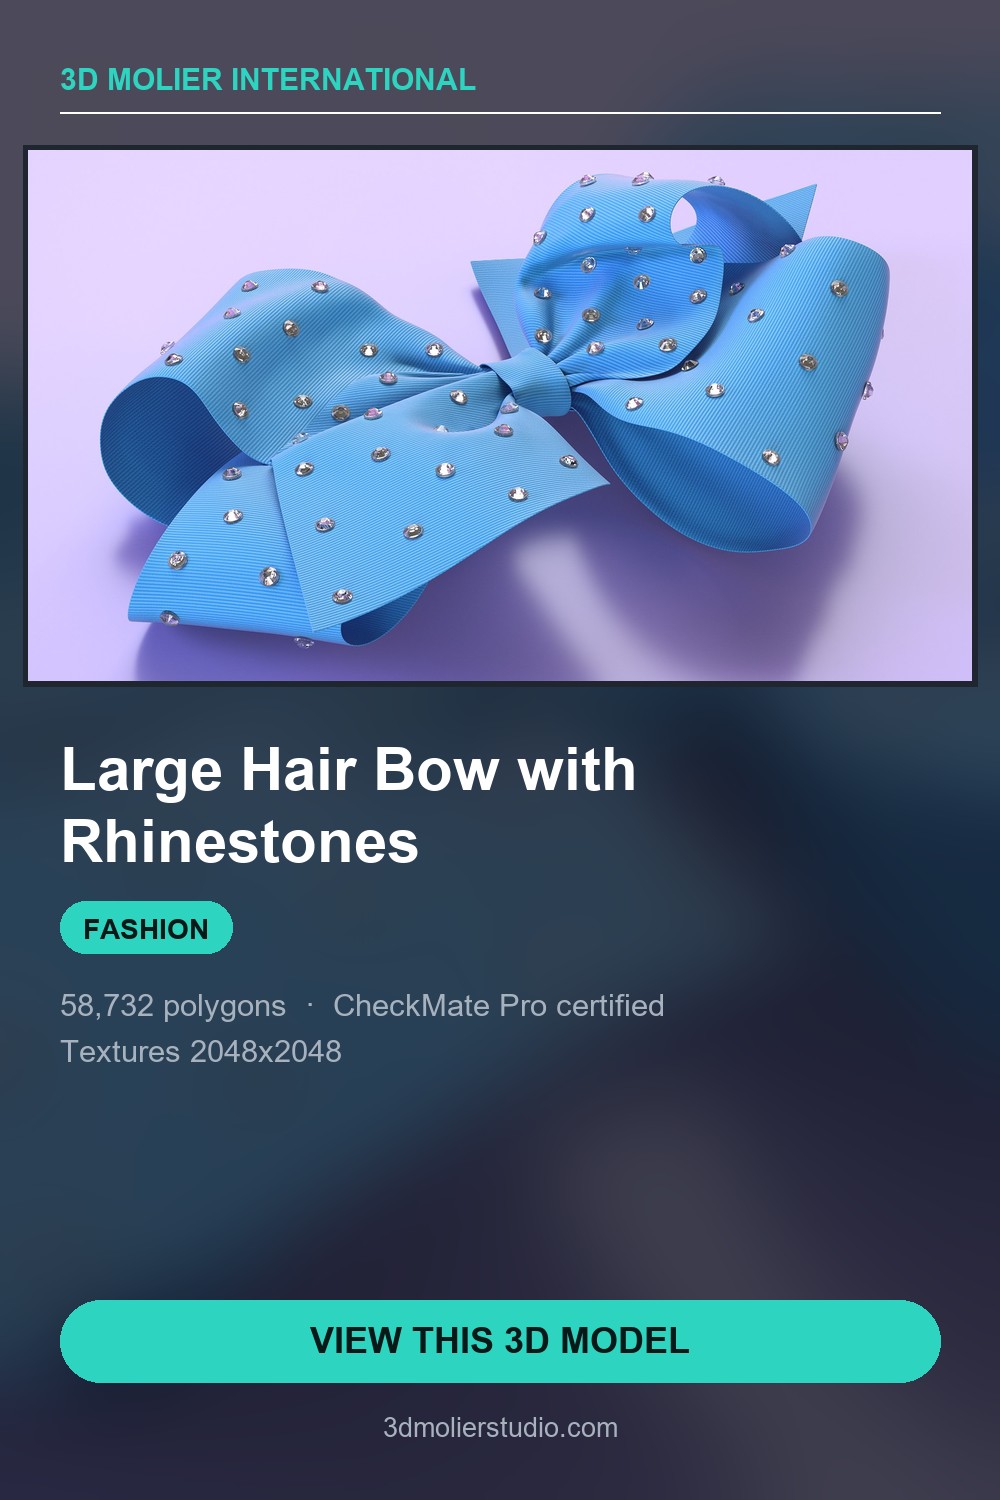 3D MOLIER INTERNATIONAL
Large Hair Bow with
Rhinestones
FASHION
58,732 polygons · CheckMate Pro certified
Textures 2048x2048
VIEW THIS 3D MODEL
3dmolierstudio.com